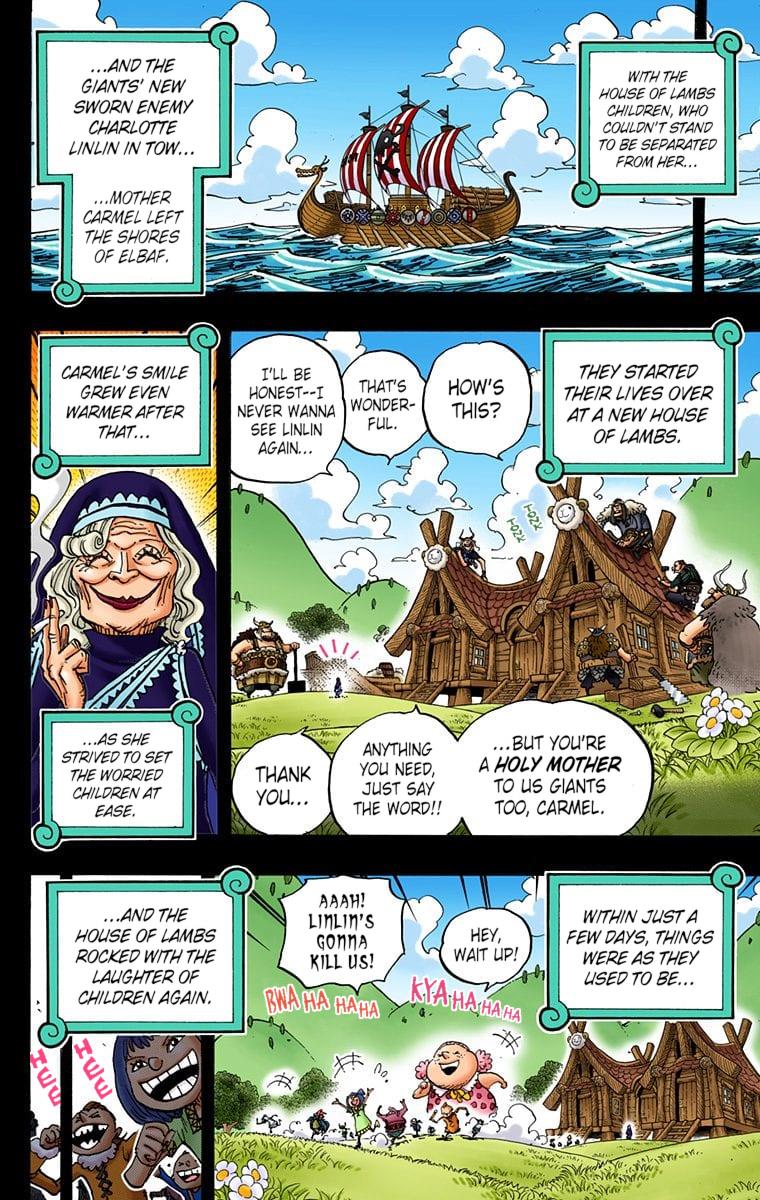 WITH THE
HOUSE OF LAMBS
CHILDREN, WHO
COULDN'T STAND
TO BE SEPARATED
FROM HER...
...AND THE
GIANTS' NEW
SWORN ENEMY
CHARLOTTE
LINLIN IN TOW...
...MOTHER
CARMEL LEFT
THE SHORES
OF ELBAF.
THEY STARTED
THEIR LIVES OVER
AT A NEW HOUSE
OF LAMBS.
HOW'S
THIS?
THAT'S
WONDER-
FUL.
I'LL BE
HONEST--I
NEVER WANNA
SEE LINLIN
AGAIN...
TOZK
TOZK
...BUT YOU'RE
A HOLY MOTHER
TO US GIANTS
TOO, CARMEL.
ANYTHING
YOU NEED,
JUST SAY
THE WORD!!
THANK
YOU...
CARMEL'S SMILE
GREW EVEN
WARMER AFTER
THAT...
...AS SHE
STRIVED TO SET
THE WORRIED
CHILDREN AT
EASE.
WITHIN JUST A
FEW DAYS, THINGS
WERE AS THEY
USED TO BE...
HEY,
WAIT UP!
AAAH!
LINLIN'S
GONNA
KILL US!
KYA HA HA HA
BWA HA HA HA
...AND THE
HOUSE OF LAMBS
ROCKED WITH THE
LAUGHTER OF
CHILDREN AGAIN.
HEE
HEE